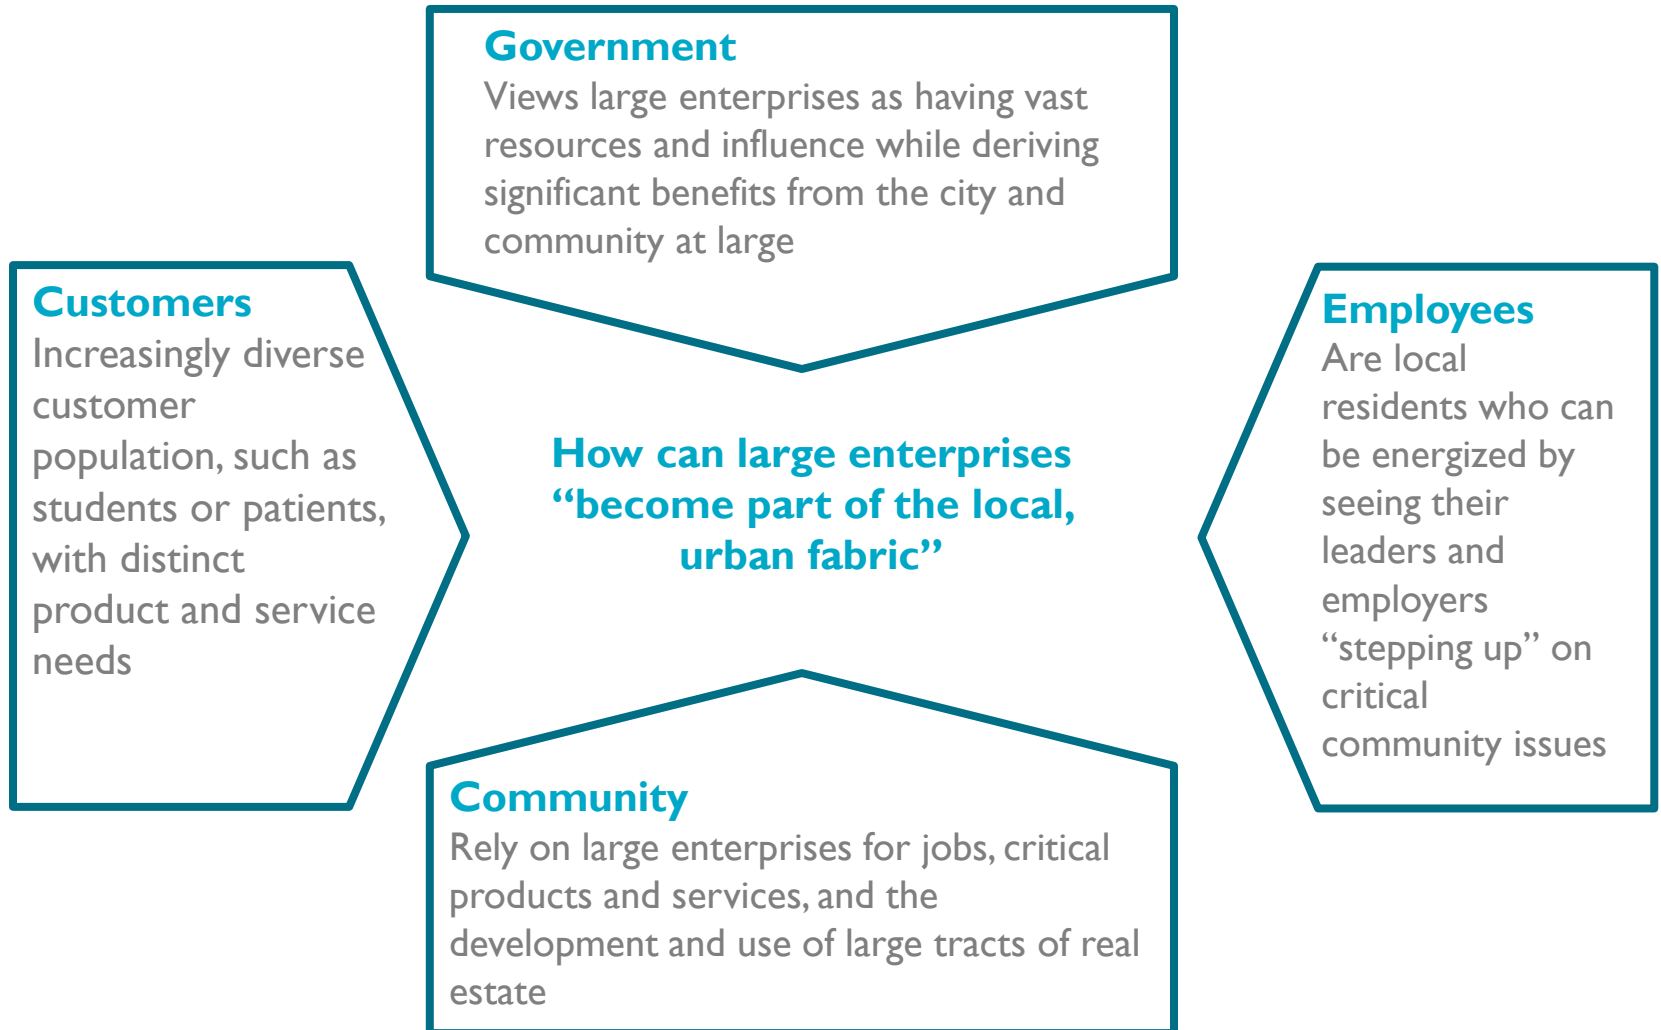 Government
Views large enterprises as having vast
resources and influence while deriving
significant benefits from the city and
community at large
Customers
Increasingly diverse
customer
population, such as
students or patients,
with distinct
product and service
needs
How can large enterprises
“become part of the local,
urban fabric”
Employees
Are local
residents who can
be energized by
seeing their
leaders and
employers
“stepping up” on
critical
community issues
Community
Rely on large enterprises for jobs, critical
products and services, and the
development and use of large tracts of real
estate